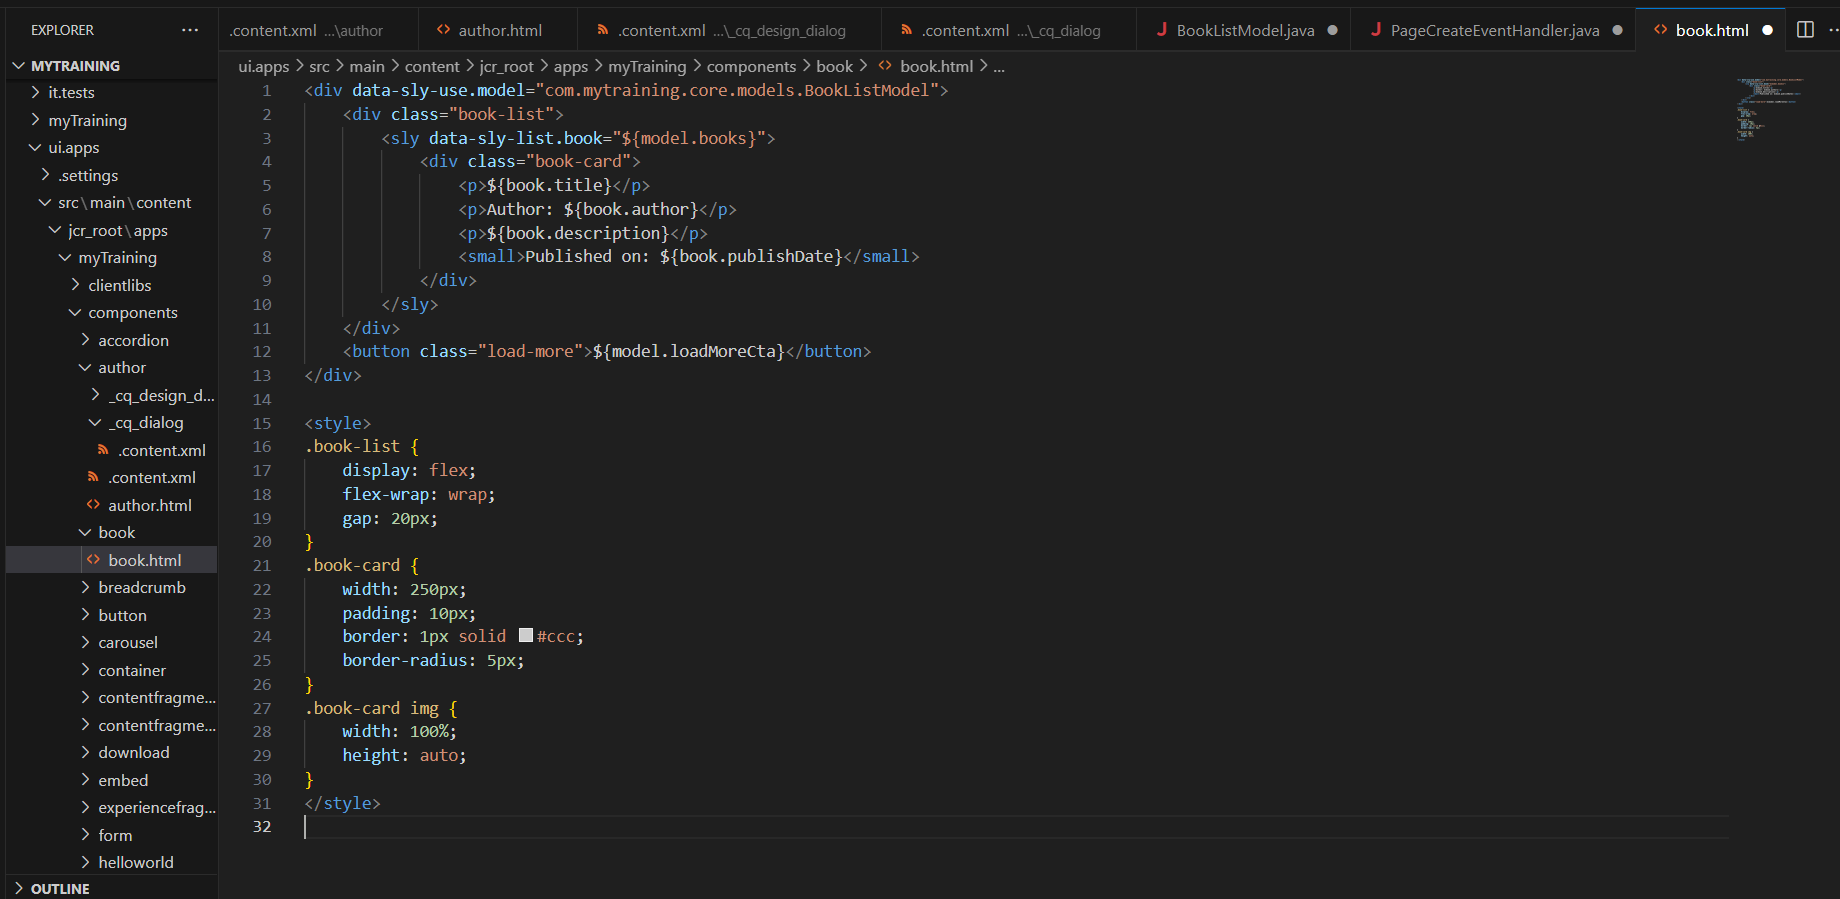 EXPLORER ...
.content.xml ...\author
author.html
.content.xml ...\_cq_design_dialog
.content.xml ...\_cq_dialog
J BookListModel.java
J PageCreateEventHandler.java
book.html
MYTRAINING
it.tests
myTraining
ui.apps
.settings
src\main\content
jcr_root\apps
myTraining
clientlibs
components
accordion
author
_cq_design_d...
_cq_dialog
.content.xml
.content.xml
author.html
book
book.html
breadcrumb
button
carousel
container
contentfragme...
contentfragme...
download
embed
experiencefrag...
form
helloworld
OUTLINE
ui.apps > src > main > content > jcr_root > apps > myTraining > components > book > book.html > ...
1 <div data-sly-use.model="com.mytraining.core.models.BookListModel">
2     <div class="book-list">
3         <sly data-sly-list.book="${model.books}">
4             <div class="book-card">
5                 <p>${book.title}</p>
6                 <p>Author: ${book.author}</p>
7                 <p>${book.description}</p>
8                 <small>Published on: ${book.publishDate}</small>
9             </div>
10         </sly>
11     </div>
12     <button class="load-more">${model.loadMoreCta}</button>
13 </div>
14
15 <style>
16 .book-list {
17     display: flex;
18     flex-wrap: wrap;
19     gap: 20px;
20 }
21 .book-card {
22     width: 250px;
23     padding: 10px;
24     border: 1px solid #ccc;
25     border-radius: 5px;
26 }
27 .book-card img {
28     width: 100%;
29     height: auto;
30 }
31 </style>
32